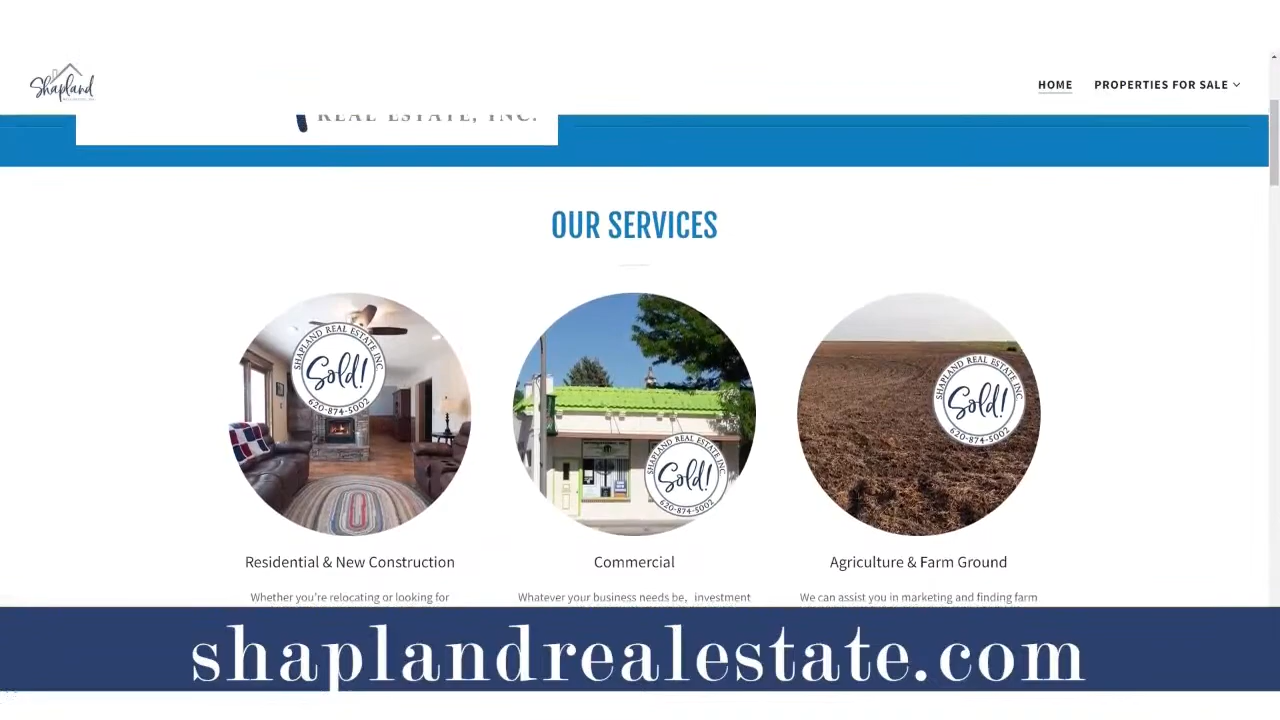 Shapland
HOME
PROPERTIES FOR SALE
REAL ESTATE, INC.
OUR SERVICES
SHAPLAND REAL ESTATE INC
Sold!
620-874-5002
SHAPLAND REAL ESTATE INC
Sold!
620-874-5002
SHAPLAND REAL ESTATE INC
Sold!
620-874-5002
Residential & New Construction
Commercial
Agriculture & Farm Ground
Whether you're relocating or looking for
Whatever your business needs be, investment
We can assist you in marketing and finding farm
shaplandrealestate.com